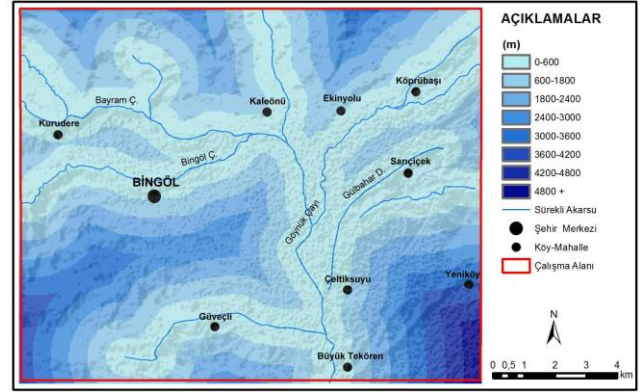 AÇIKLAMALAR
(m)
0-600
600-1800
1800-2400
2400-3000
3000-3600
3600-4200
4200-4800
4800 +
Sürekli Akarsu
Şehir Merkezi
Köy-Mahalle
Çalışma Alanı
N
0 0,5 1 2 3 4
km
Köprübaşı
Kaleönü
Ekinyolu
Bayram Ç.
Kurudere
Bingöl Ç.
Sarıçiçek
BİNGÖL
Gülbahar D.
Göynük Çayı
Yeniköy
Çeltiksuyu
Güveçli
Büyük Tekören